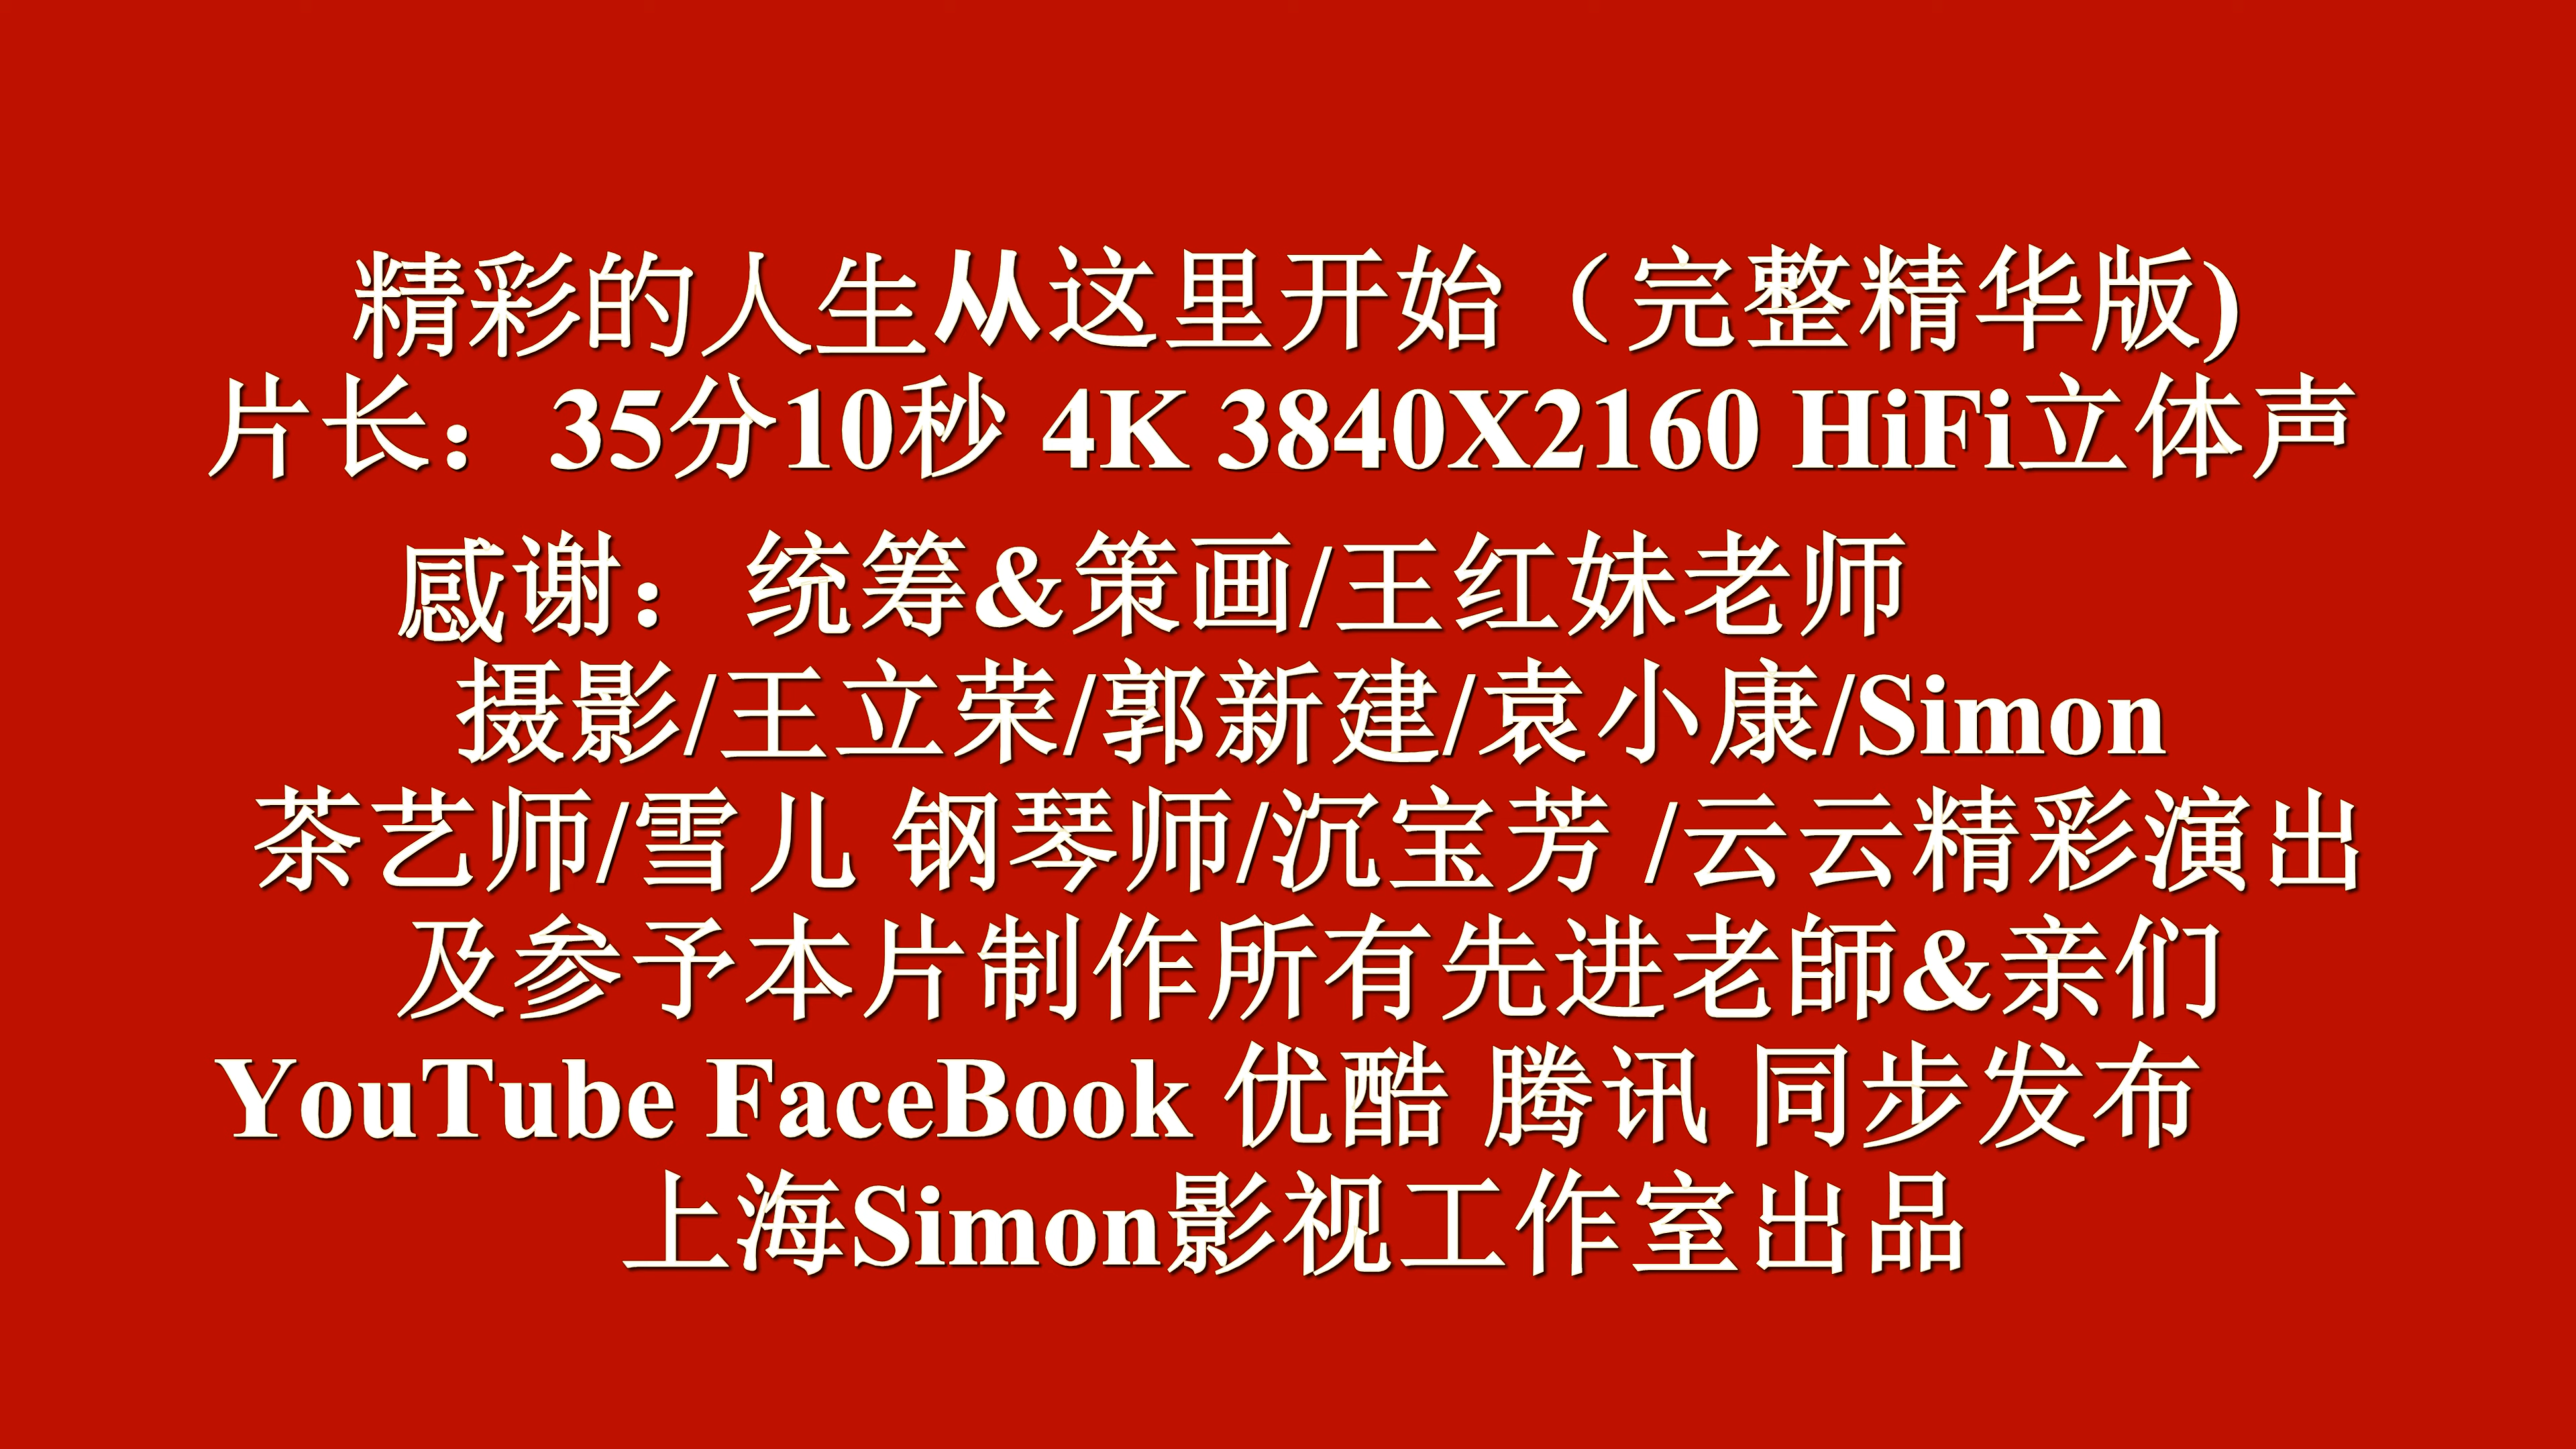 精彩的人生从这里开始（完整精华版)
片长：35分10秒 4K 3840X2160 HiFi立体声
感谢：统筹&策画/王红妹老师
摄影/王立荣/郭新建/袁小康/Simon
茶艺师/雪儿 钢琴师/沉宝芳 /云云精彩演出
及参予本片制作所有先进老師&亲们
YouTube FaceBook 优酷 腾讯 同步发布
上海Simon影视工作室出品